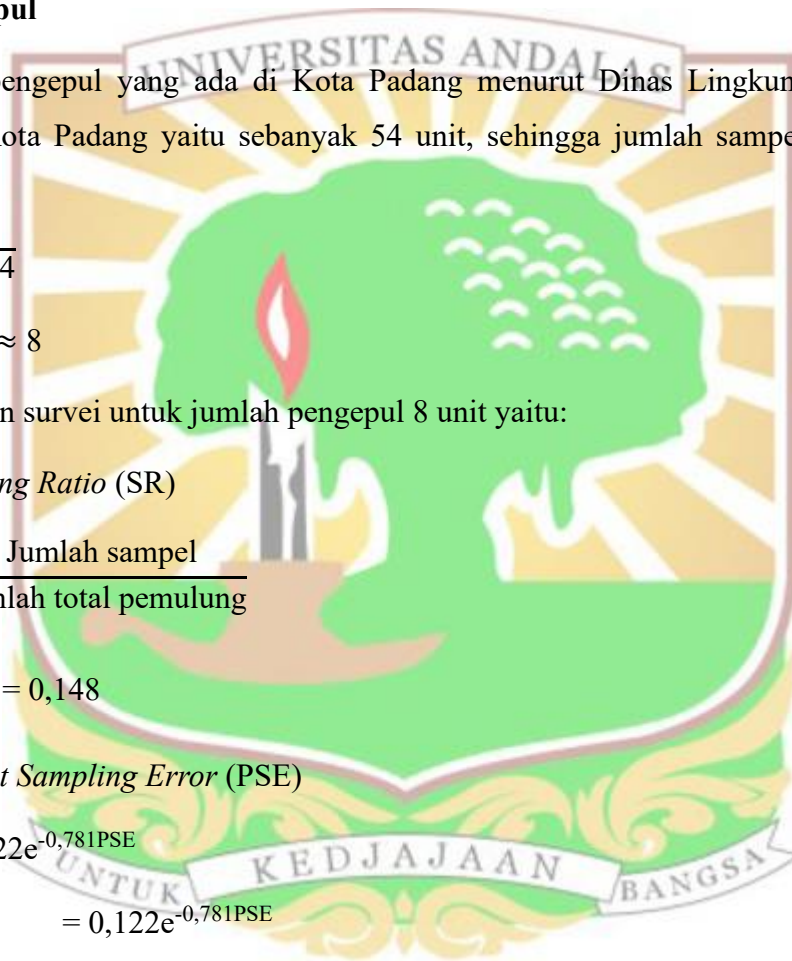 pul
UNIVERSITAS ANDALAS
pengepul yang ada di Kota Padang menurut Dinas Lingkun
ota Padang yaitu sebanyak 54 unit, sehingga jumlah sampe
4
≈ 8
n survei untuk jumlah pengepul 8 unit yaitu:
ng Ratio (SR)
Jumlah sampel
nlah total pemulung
= 0,148
t Sampling Error (PSE)
22e-0,781PSE
UNTUK KEDJAJAAN BANGSA
= 0,122e-0,781PSE